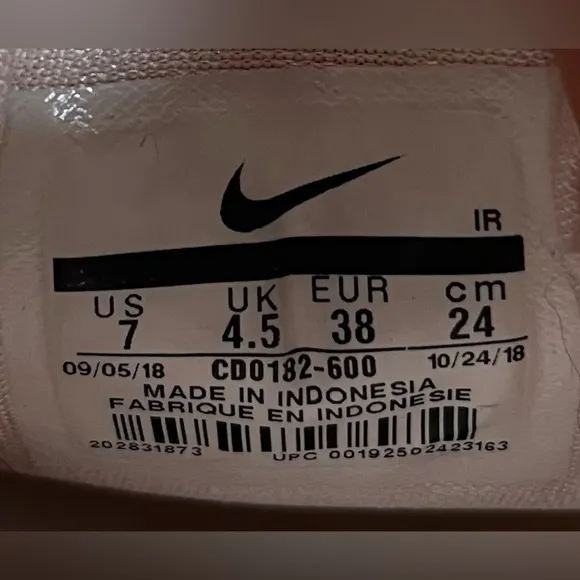 IR
US UK EUR cm
7 4.5 38 24
09/05/18 CD0182-600 10/24/18
MADE IN INDONESIA
FABRIQUE EN INDONESIE
202831873 UPC 00192502423163